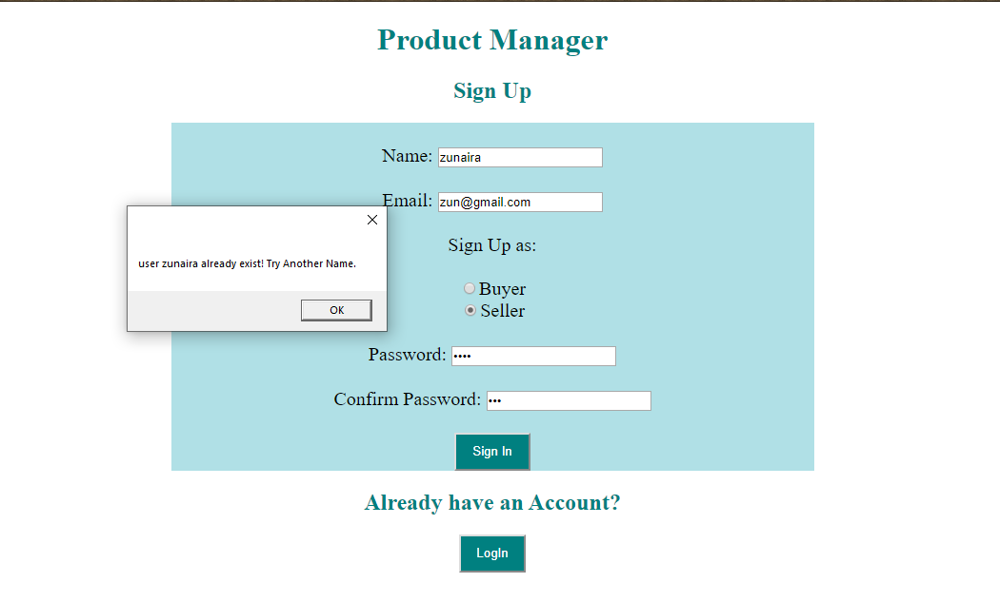 Product Manager
Sign Up
Name: zunaira
Email: zun@gmail.com
user zunaira already exist! Try Another Name.
OK
Sign Up as:
Buyer
Seller
Password: ••••
Confirm Password: •••
Sign In
Already have an Account?
LogIn